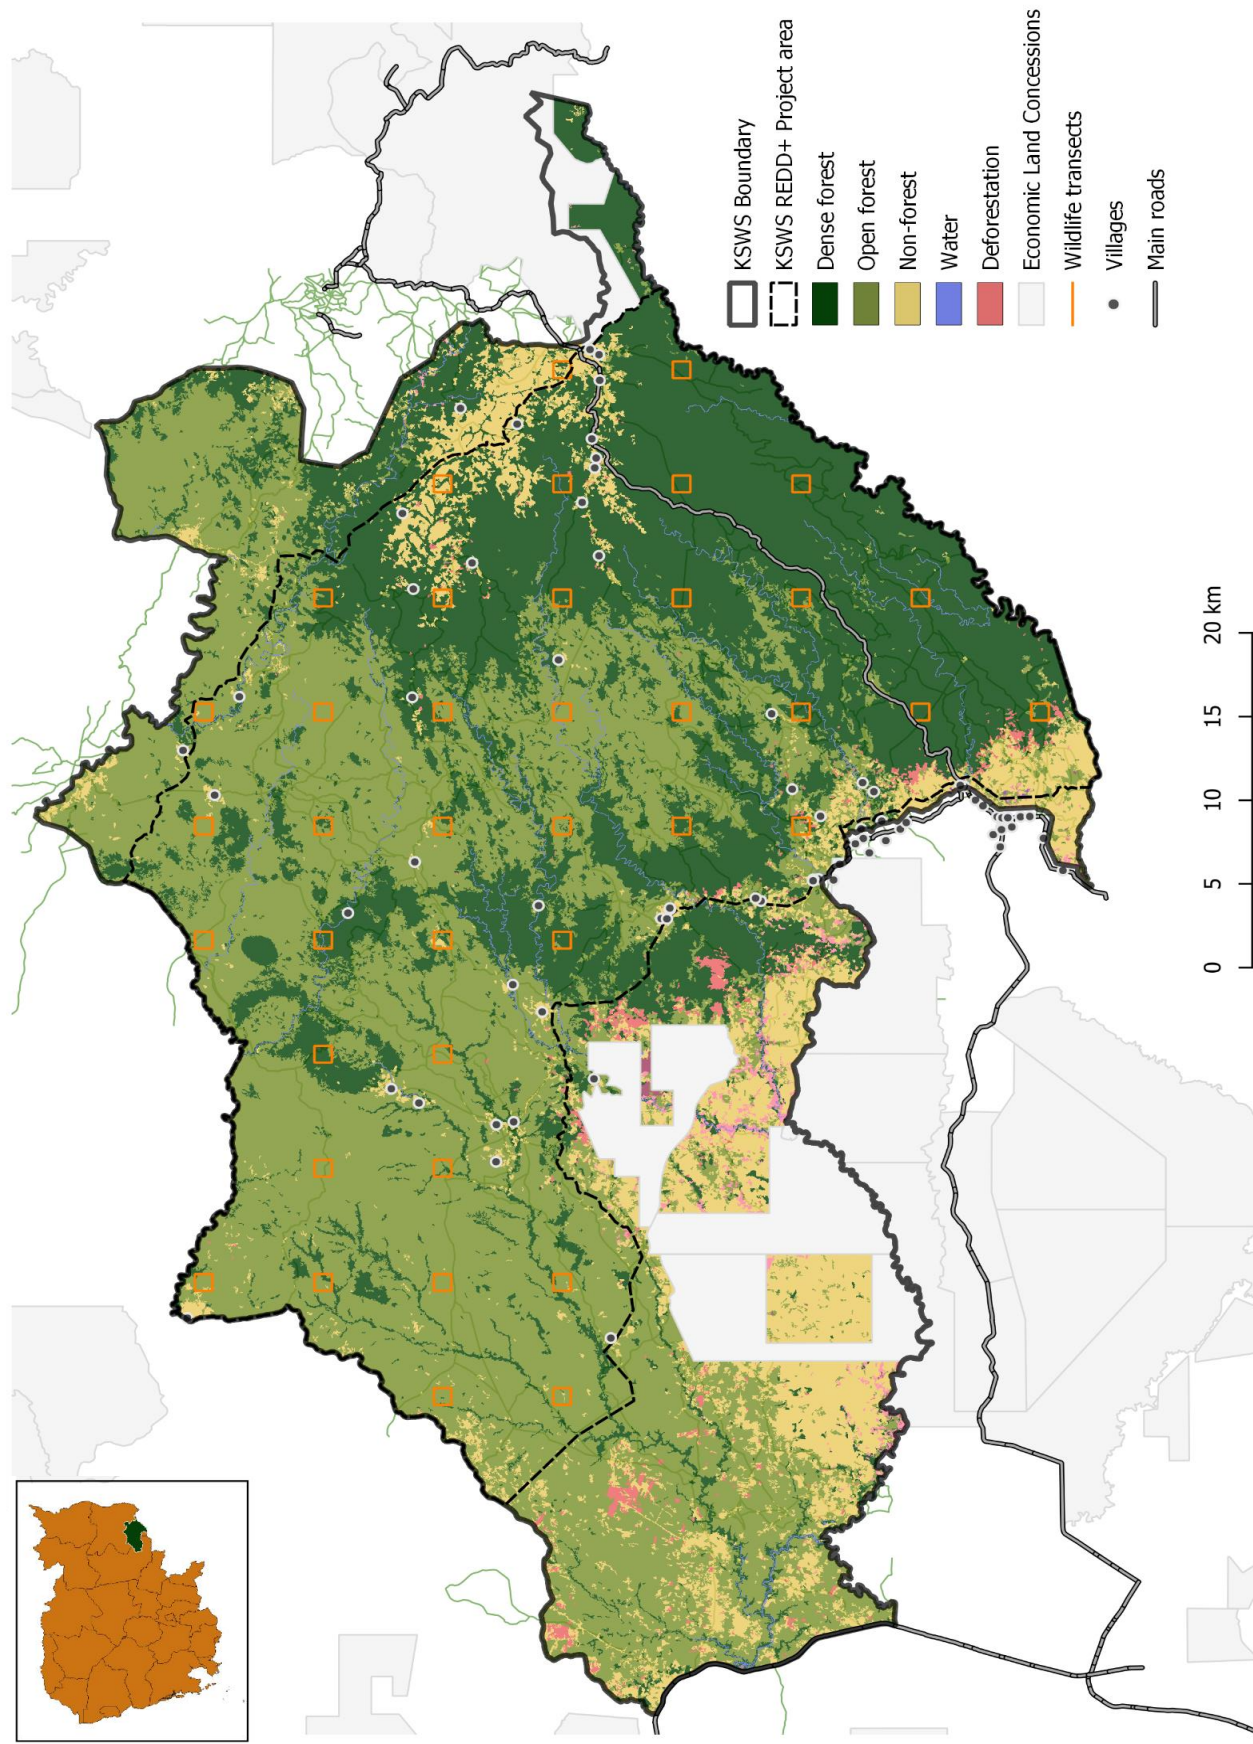 KSWS Boundary
KSWS REDD+ Project area
Dense forest
Open forest
Non-forest
Water
Deforestation
Economic Land Concessions
Wildlife transects
Villages
Main roads
0 5 10 15 20 km